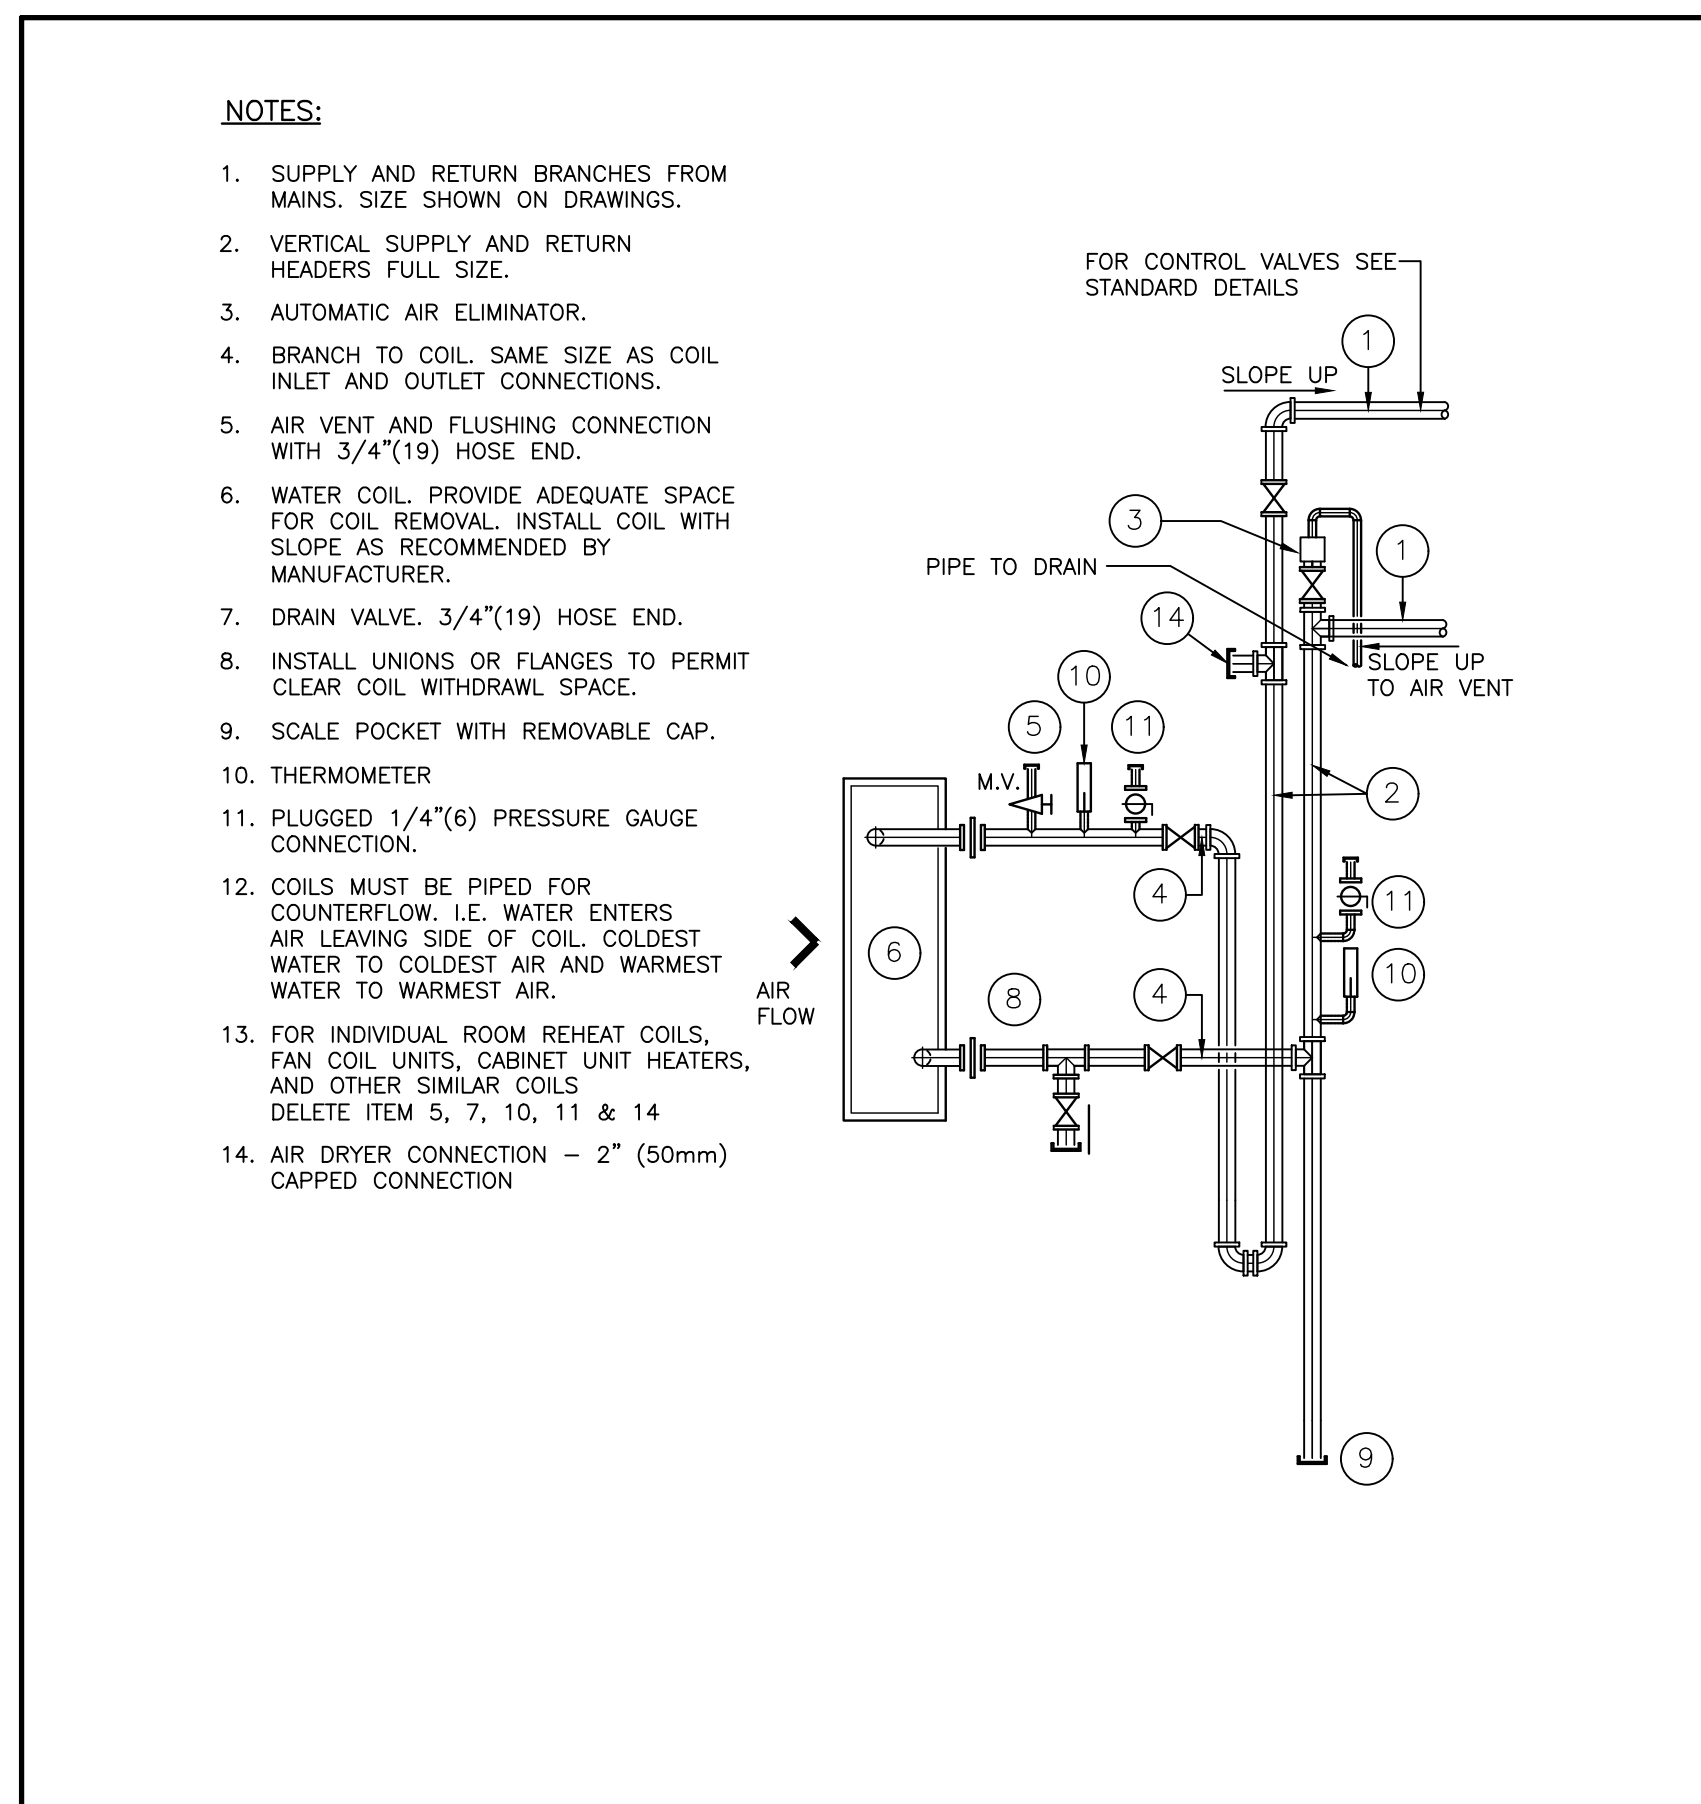 NOTES:
1. SUPPLY AND RETURN BRANCHES FROM
MAINS. SIZE SHOWN ON DRAWINGS.
2. VERTICAL SUPPLY AND RETURN
HEADERS FULL SIZE.
3. AUTOMATIC AIR ELIMINATOR.
4. BRANCH TO COIL. SAME SIZE AS COIL
INLET AND OUTLET CONNECTIONS.
5. AIR VENT AND FLUSHING CONNECTION
WITH 3/4"(19) HOSE END.
6. WATER COIL. PROVIDE ADEQUATE SPACE
FOR COIL REMOVAL. INSTALL COIL WITH
SLOPE AS RECOMMENDED BY
MANUFACTURER.
7. DRAIN VALVE. 3/4"(19) HOSE END.
8. INSTALL UNIONS OR FLANGES TO PERMIT
CLEAR COIL WITHDRAWL SPACE.
9. SCALE POCKET WITH REMOVABLE CAP.
10. THERMOMETER
11. PLUGGED 1/4"(6) PRESSURE GAUGE
CONNECTION.
12. COILS MUST BE PIPED FOR
COUNTERFLOW. I.E. WATER ENTERS
AIR LEAVING SIDE OF COIL. COLDEST
WATER TO COLDEST AIR AND WARMEST
WATER TO WARMEST AIR.
13. FOR INDIVIDUAL ROOM REHEAT COILS,
FAN COIL UNITS, CABINET UNIT HEATERS,
AND OTHER SIMILAR COILS
DELETE ITEM 5, 7, 10, 11 & 14
14. AIR DRYER CONNECTION – 2" (50mm)
CAPPED CONNECTION
FOR CONTROL VALVES SEE
STANDARD DETAILS
1
SLOPE UP
3
1
PIPE TO DRAIN
14
SLOPE UP
TO AIR VENT
10
5
11
M.V.
2
4
11
6
10
AIR
FLOW
8
4
9